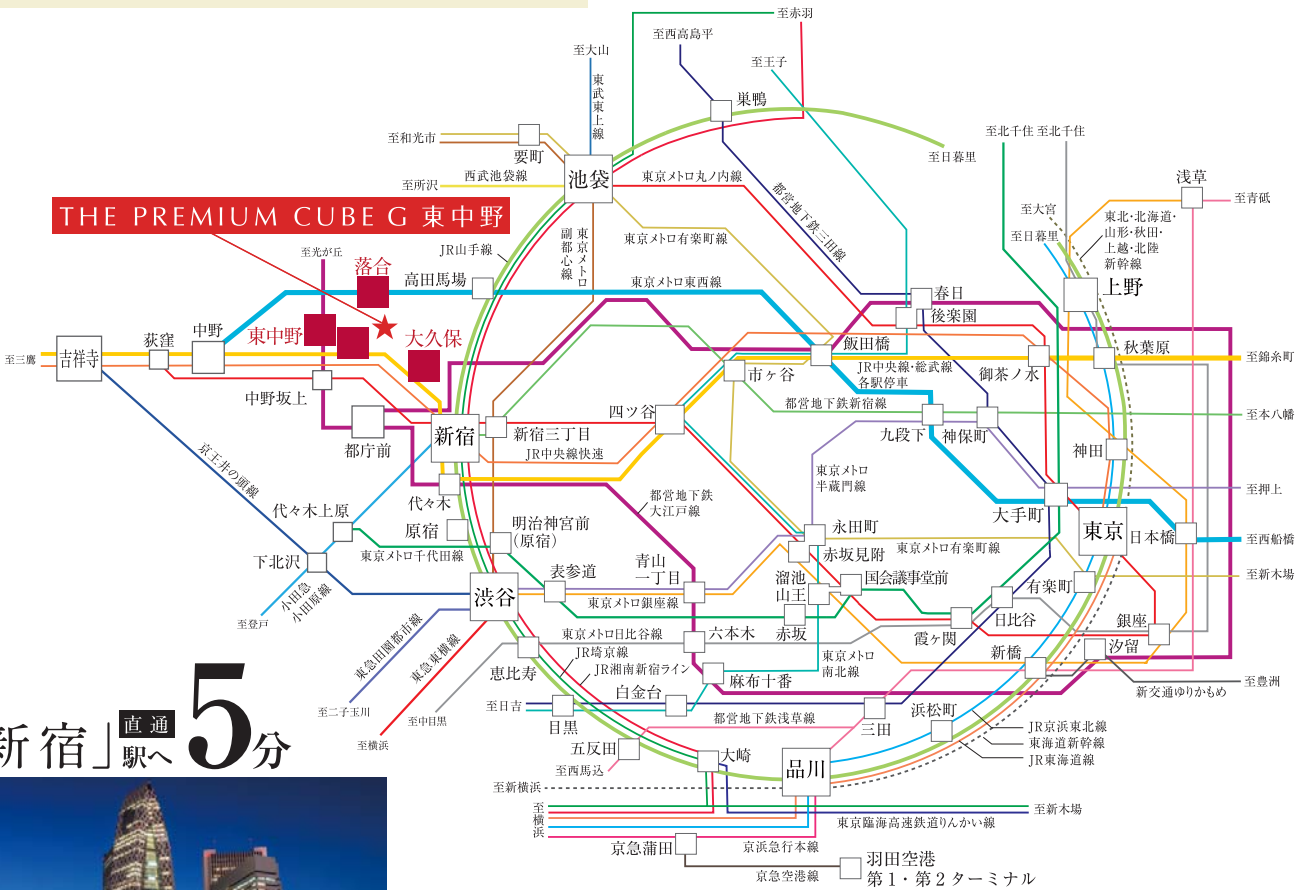 至赤羽
至西高島平
至大山
至王子
東武東上線
巣鴨
至北千住
至北千住
至和光市
要町
至日暮里
池袋
東京メトロ丸ノ内線
浅草
至所沢
西武池袋線
至青砥
THE PREMIUM CUBE G 東中野
都営地下鉄三田線
至大宮
東北・北海道・
山形・秋田・
上越・北陸
新幹線
至日暮里
東京メトロ有楽町線
東京メトロ
副都心線
JR山手線
至光が丘
落合
高田馬場
東京メトロ東西線
上野
春日
後楽園
東中野
大久保
中野
荻窪
吉祥寺
至三鷹
飯田橋
秋葉原
至錦糸町
JR中央線・総武線
各駅停車
御茶ノ水
市ヶ谷
中野坂上
都営地下鉄新宿線
四ツ谷
至本八幡
都庁前
新宿
新宿三丁目
JR中央線快速
九段下
神保町
神田
京王井の頭線
代々木
東京メトロ
半蔵門線
都営地下鉄
大江戸線
至押上
代々木上原
原宿
明治神宮前
(原宿)
大手町
東京
日本橋
永田町
至西船橋
下北沢
東京メトロ千代田線
赤坂見附
東京メトロ有楽町線
青山
一丁目
表参道
溜池
山王
国会議事堂前
有楽町
至新木場
小田急
小田原線
渋谷
東京メトロ銀座線
赤坂
日比谷
銀座
至登戸
東京メトロ日比谷線
六本木
霞ヶ関
東急田園都市線
東急東横線
JR埼京線
JR湘南新宿ライン
恵比寿
東京メトロ
南北線
新橋
汐留
麻布十番
白金台
至豊洲
新交通ゆりかもめ
至二子玉川
至中目黒
至日吉
目黒
都営地下鉄浅草線
三田
浜松町
JR京浜東北線
東海道新幹線
JR東海道線
至横浜
五反田
至西馬込
大崎
品川
新宿」
直通
駅へ
5分
至新横浜
至横浜
至新木場
東京臨海高速鉄道りんかい線
京急蒲田
京浜急行本線
京急空港線
羽田空港
第1・第2ターミナル